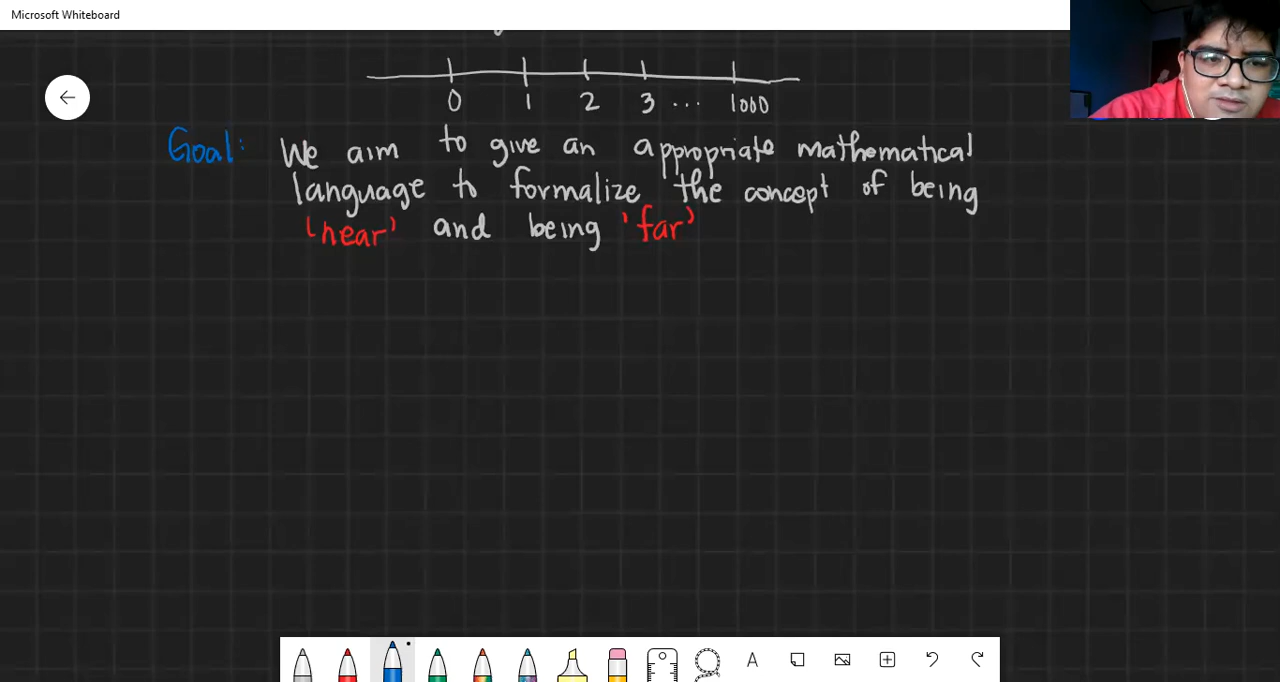 Microsoft Whiteboard
0 1 2 3 ... 1000
Goal: We aim to give an appropriate mathematical
language to formalize the concept of being
'near' and being 'far'
A